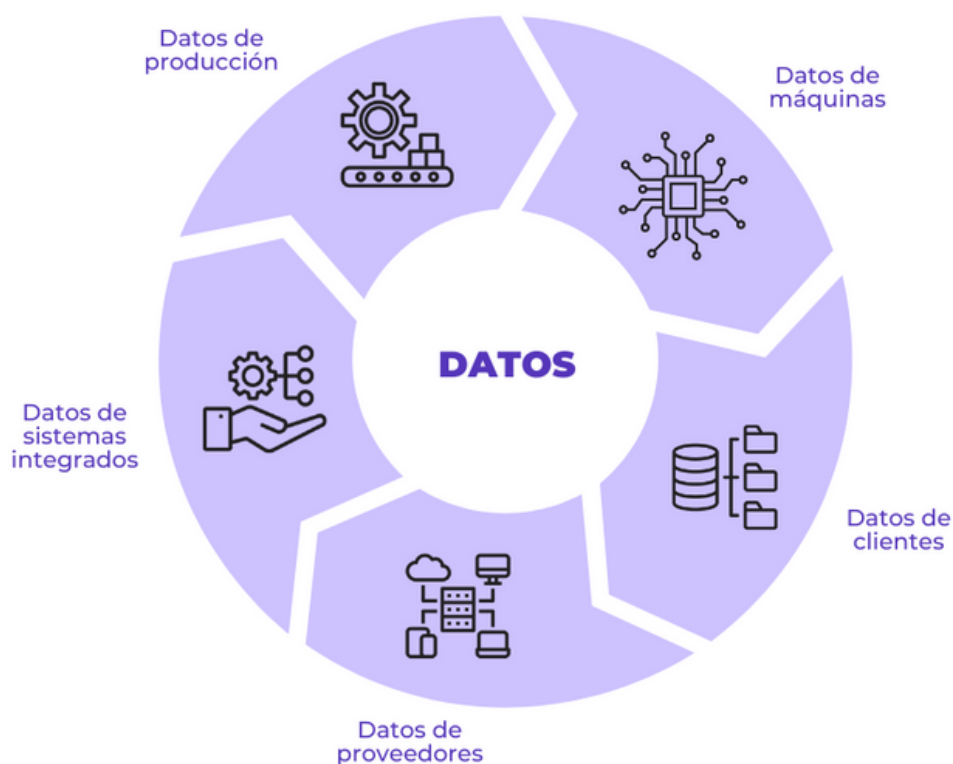 Datos de
producción
Datos de
máquinas
DATOS
Datos de
sistemas
integrados
Datos de
clientes
Datos de
proveedores